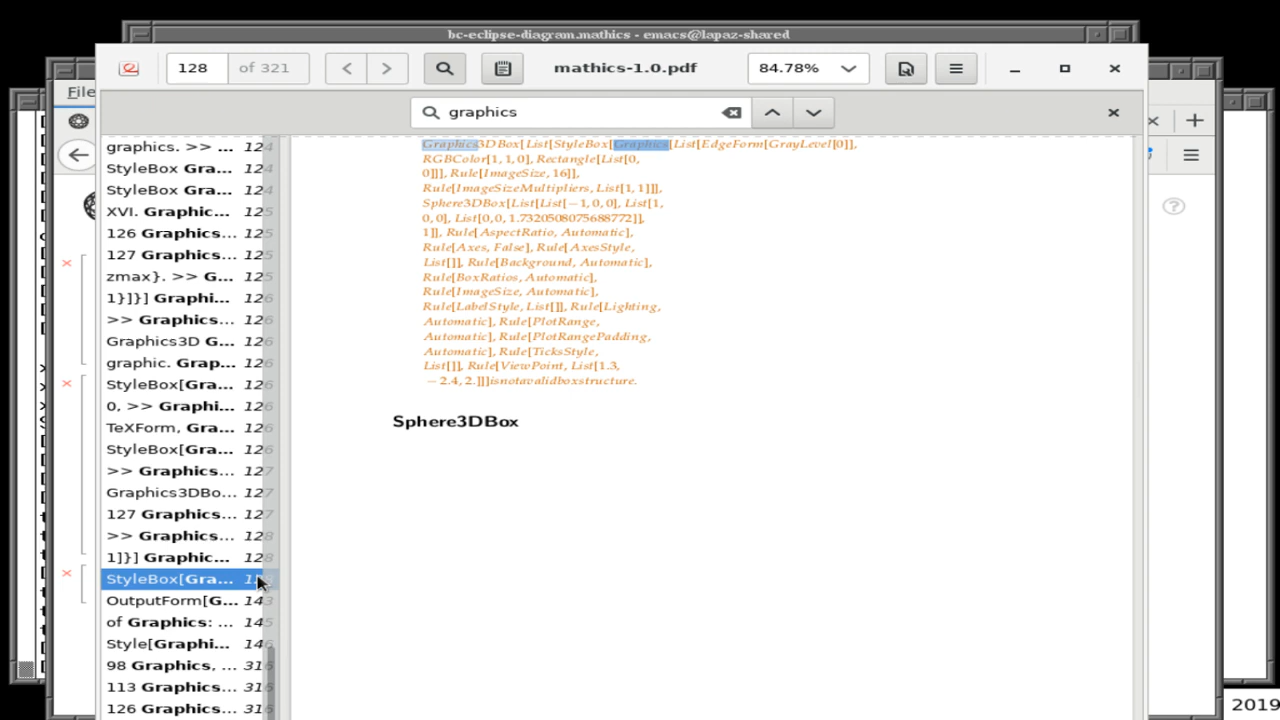 bc-eclipse-diagram.mathics - emacs@lapaz-shared
128 of 321
mathics-1.0.pdf
84.78%
File
graphics
graphics. >> ... 124
StyleBox Gra... 124
StyleBox Gra... 124
XVI. Graphic... 125
126 Graphics... 125
127 Graphics... 125
zmax}. >> G... 125
1}]}] Graphi... 126
>> Graphics... 126
Graphics3D G... 126
graphic. Grap... 126
StyleBox[Gra... 126
0, >> Graphi... 126
TeXForm, Gra... 126
StyleBox[Gra... 126
>> Graphics... 127
Graphics3DBo... 127
127 Graphics... 127
>> Graphics... 128
1]}] Graphic... 128
StyleBox[Gra...
OutputForm[G... 143
of Graphics: ... 145
Style[Graphi... 146
98 Graphics, ... 316
113 Graphics... 316
126 Graphics... 316
Graphics3DBox[List[StyleBox[Graphics[List[EdgeForm[GrayLevel[0]],
RGBColor[1, 1, 0], Rectangle[List[0,
0]]], Rule[ImageSize, 16]],
Rule[ImageSizeMultipliers, List[1, 1]]],
Sphere3DBox[List[List[−1, 0, 0], List[1,
0, 0], List[0, 0, 1.7320508075688772]],
1]], Rule[AspectRatio, Automatic],
Rule[Axes, False], Rule[AxesStyle,
List[]], Rule[Background, Automatic],
Rule[BoxRatios, Automatic],
Rule[ImageSize, Automatic],
Rule[LabelStyle, List[]], Rule[Lighting,
Automatic], Rule[PlotRange,
Automatic], Rule[PlotRangePadding,
Automatic], Rule[TicksStyle,
List[]], Rule[ViewPoint, List[1.3,
− 2.4, 2.]]]isnotavalidboxstructure.
Sphere3DBox
2019